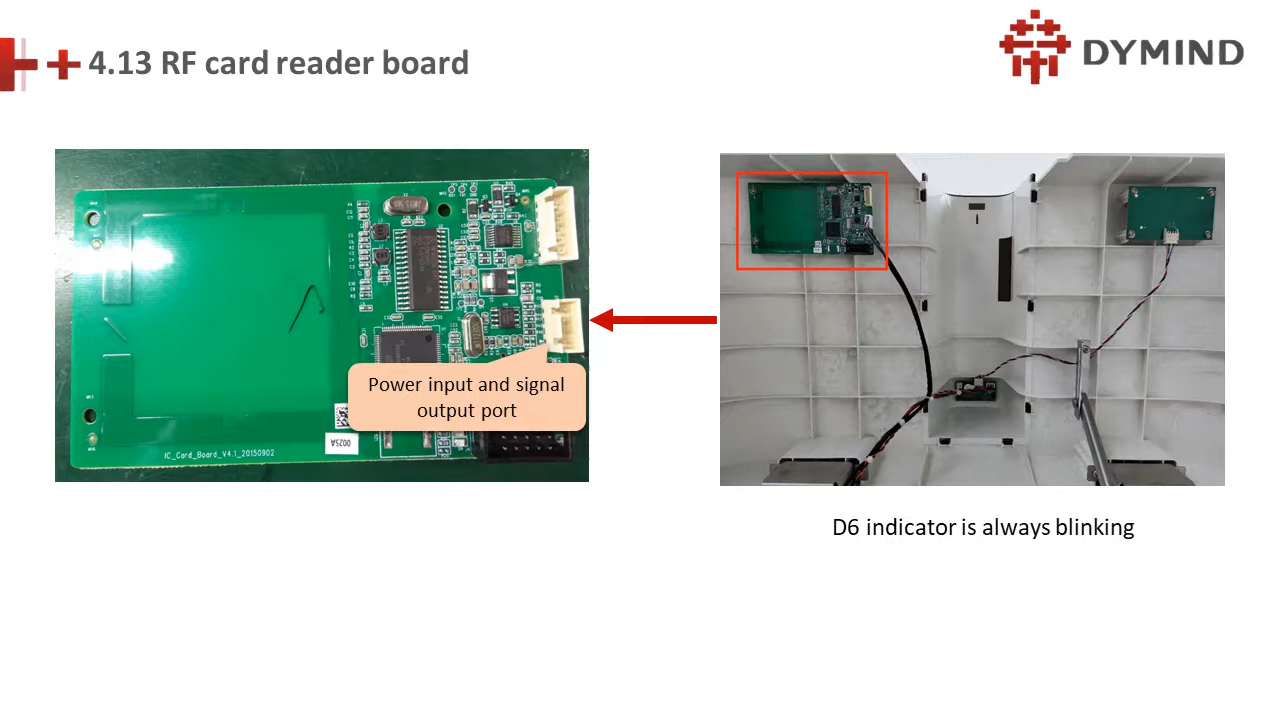 4.13 RF card reader board
DYMIND
Power input and signal
output port
IC_Card_Board_V4.1_20150902
0025A
D6 indicator is always blinking